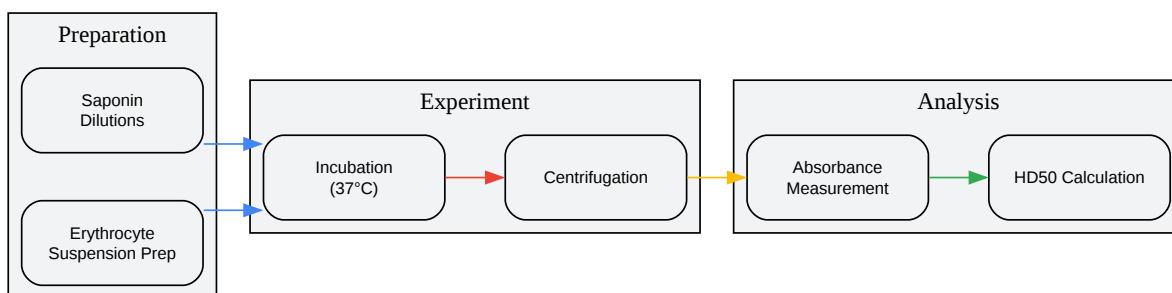 Preparation
Saponin
Dilutions
Erythrocyte
Suspension Prep
Experiment
Incubation
(37°C)
Centrifugation
Analysis
Absorbance
Measurement
HD50 Calculation